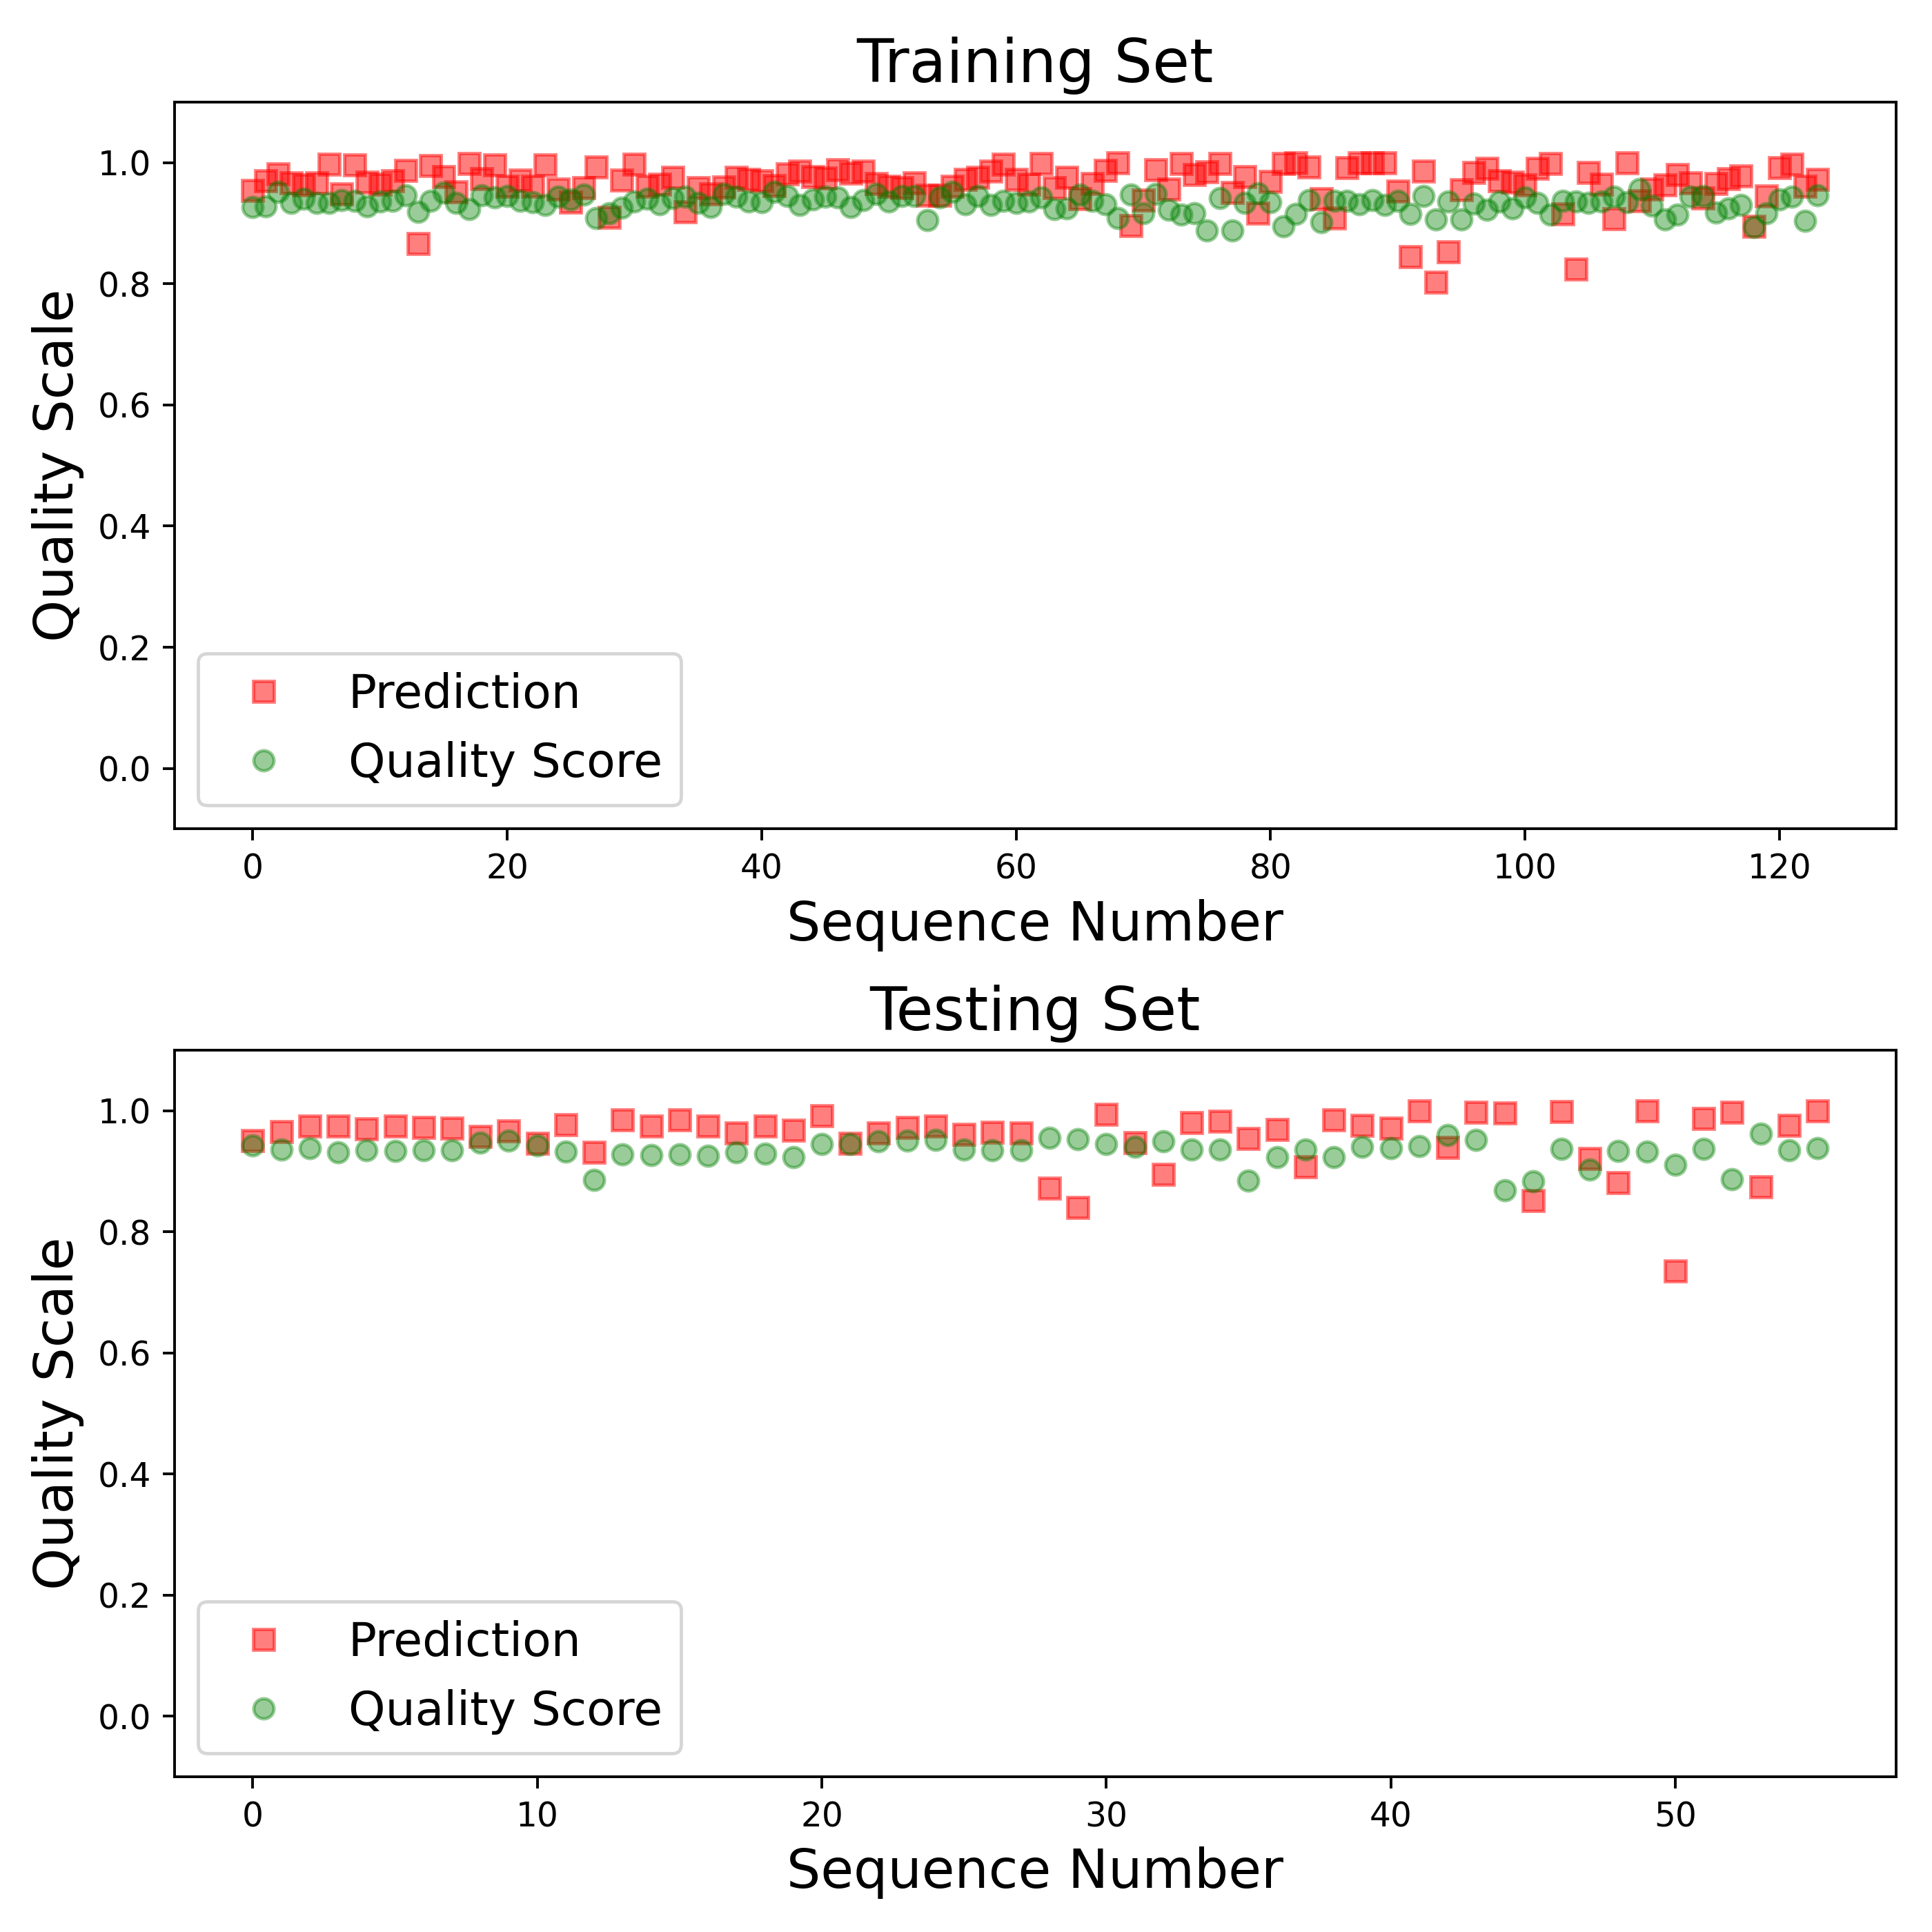 Training Set
1.0
0.8
0.6
0.4
0.2
0.0
Quality Scale
Prediction
Quality Score
0 20 40 60 80 100 120
Sequence Number
Testing Set
1.0
0.8
0.6
0.4
0.2
0.0
Quality Scale
Prediction
Quality Score
0 10 20 30 40 50
Sequence Number